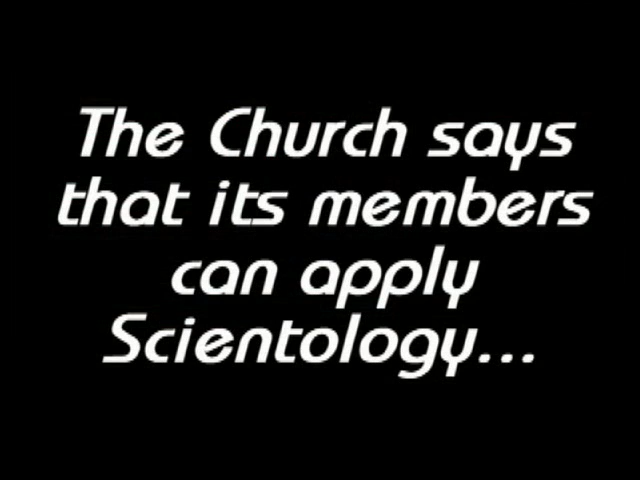 The Church says
that its members
can apply
Scientology...